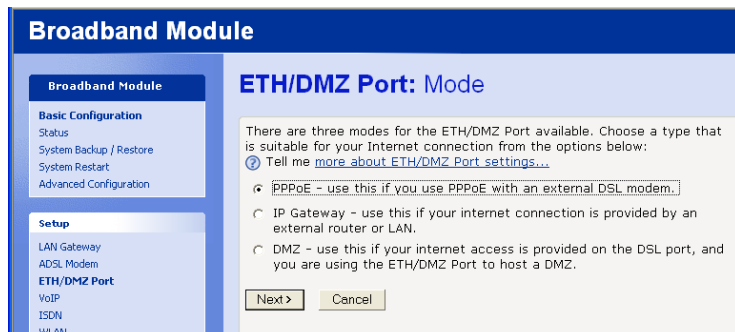 Broadband Module
Broadband Module
Basic Configuration
Status
System Backup / Restore
System Restart
Advanced Configuration
Setup
LAN Gateway
ADSL Modem
ETH/DMZ Port
VoIP
ISDN
WLAN
ETH/DMZ Port: Mode
There are three modes for the ETH/DMZ Port available. Choose a type that
is suitable for your Internet connection from the options below:
? Tell me more about ETH/DMZ Port settings...
PPPoE - use this if you use PPPoE with an external DSL modem.
IP Gateway - use this if your internet connection is provided by an
external router or LAN.
DMZ - use this if your internet access is provided on the DSL port, and
you are using the ETH/DMZ Port to host a DMZ.
Next > Cancel